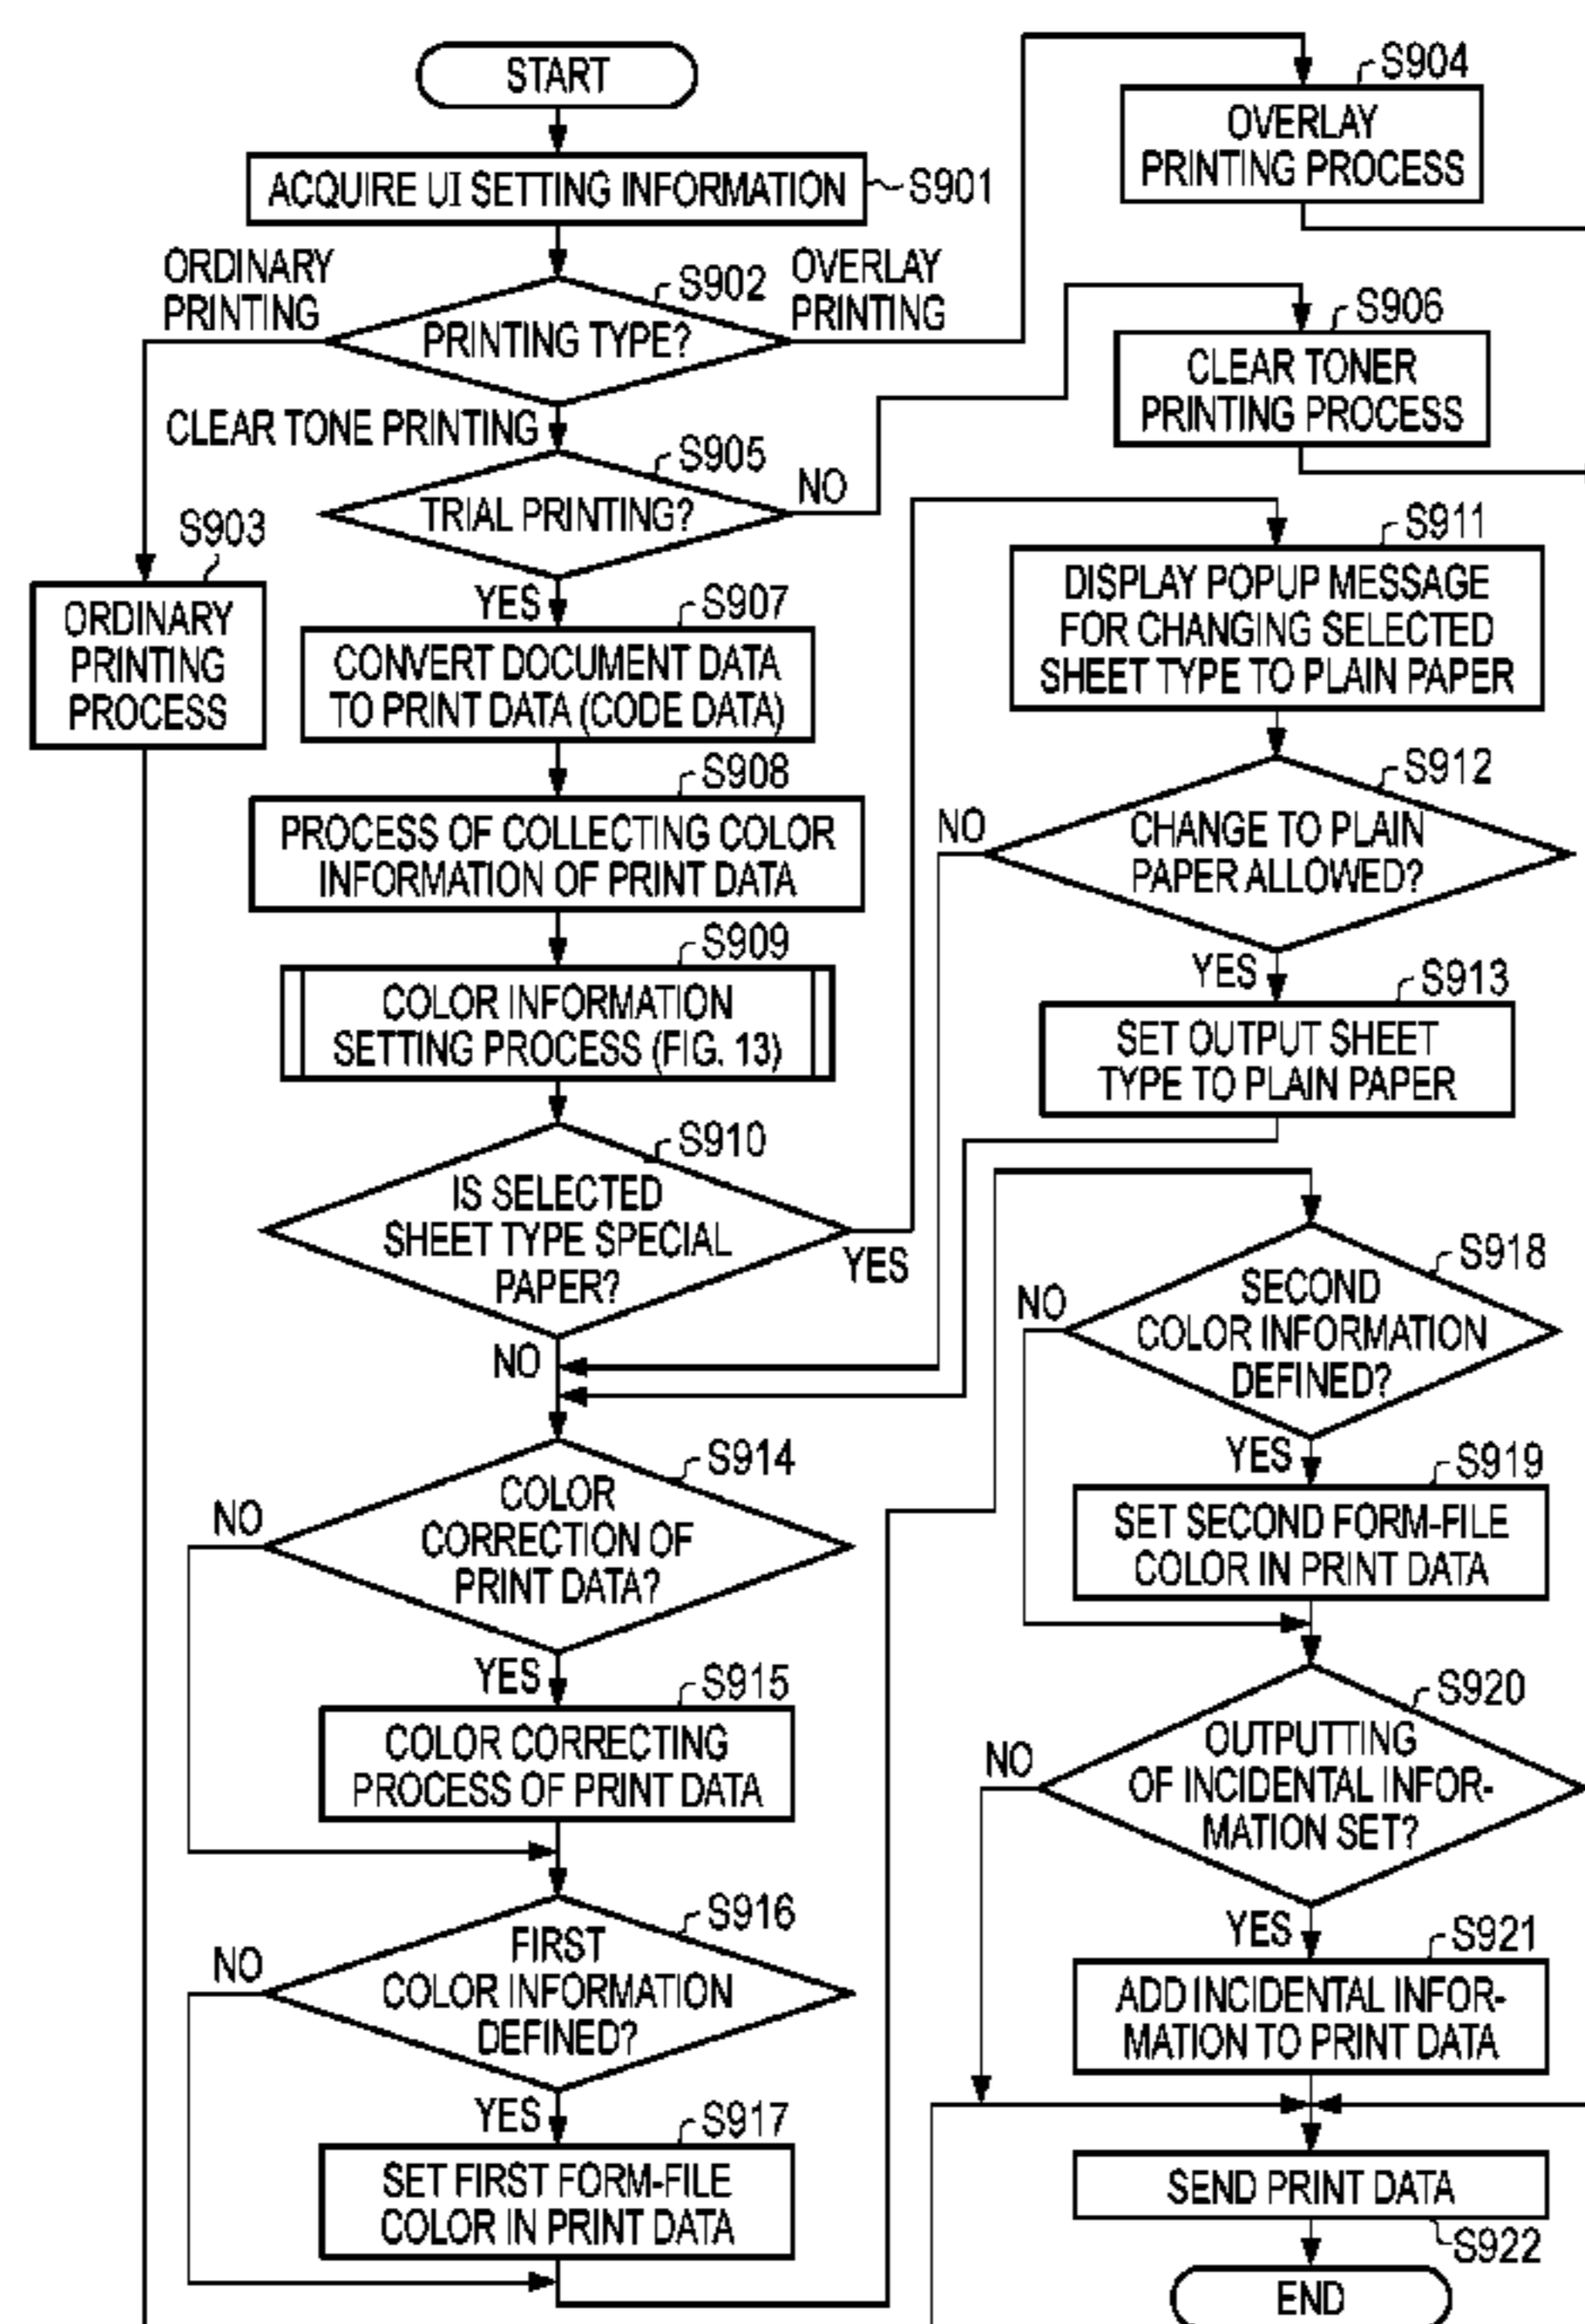 START
ACQUIRE UI SETTING INFORMATION
S901
ORDINARY
PRINTING
S902
PRINTING TYPE?
OVERLAY
PRINTING
S904
OVERLAY
PRINTING PROCESS
CLEAR TONE PRINTING
S905
TRIAL PRINTING?
NO
S906
CLEAR TONER
PRINTING PROCESS
S903
ORDINARY
PRINTING
PROCESS
YES
S907
CONVERT DOCUMENT DATA
TO PRINT DATA (CODE DATA)
S908
PROCESS OF COLLECTING COLOR
INFORMATION OF PRINT DATA
S909
COLOR INFORMATION
SETTING PROCESS (FIG. 13)
S910
IS SELECTED
SHEET TYPE SPECIAL
PAPER?
YES
NO
S911
DISPLAY POPUP MESSAGE
FOR CHANGING SELECTED
SHEET TYPE TO PLAIN PAPER
S912
CHANGE TO PLAIN
PAPER ALLOWED?
NO
YES
S913
SET OUTPUT SHEET
TYPE TO PLAIN PAPER
S914
COLOR
CORRECTION OF
PRINT DATA?
NO
YES
S915
COLOR CORRECTING
PROCESS OF PRINT DATA
S916
FIRST
COLOR INFORMATION
DEFINED?
NO
YES
S917
SET FIRST FORM-FILE
COLOR IN PRINT DATA
S918
SECOND
COLOR INFORMATION
DEFINED?
NO
YES
S919
SET SECOND FORM-FILE
COLOR IN PRINT DATA
S920
OUTPUTTING
OF INCIDENTAL INFOR-
MATION SET?
NO
YES
S921
ADD INCIDENTAL INFOR-
MATION TO PRINT DATA
SEND PRINT DATA
S922
END